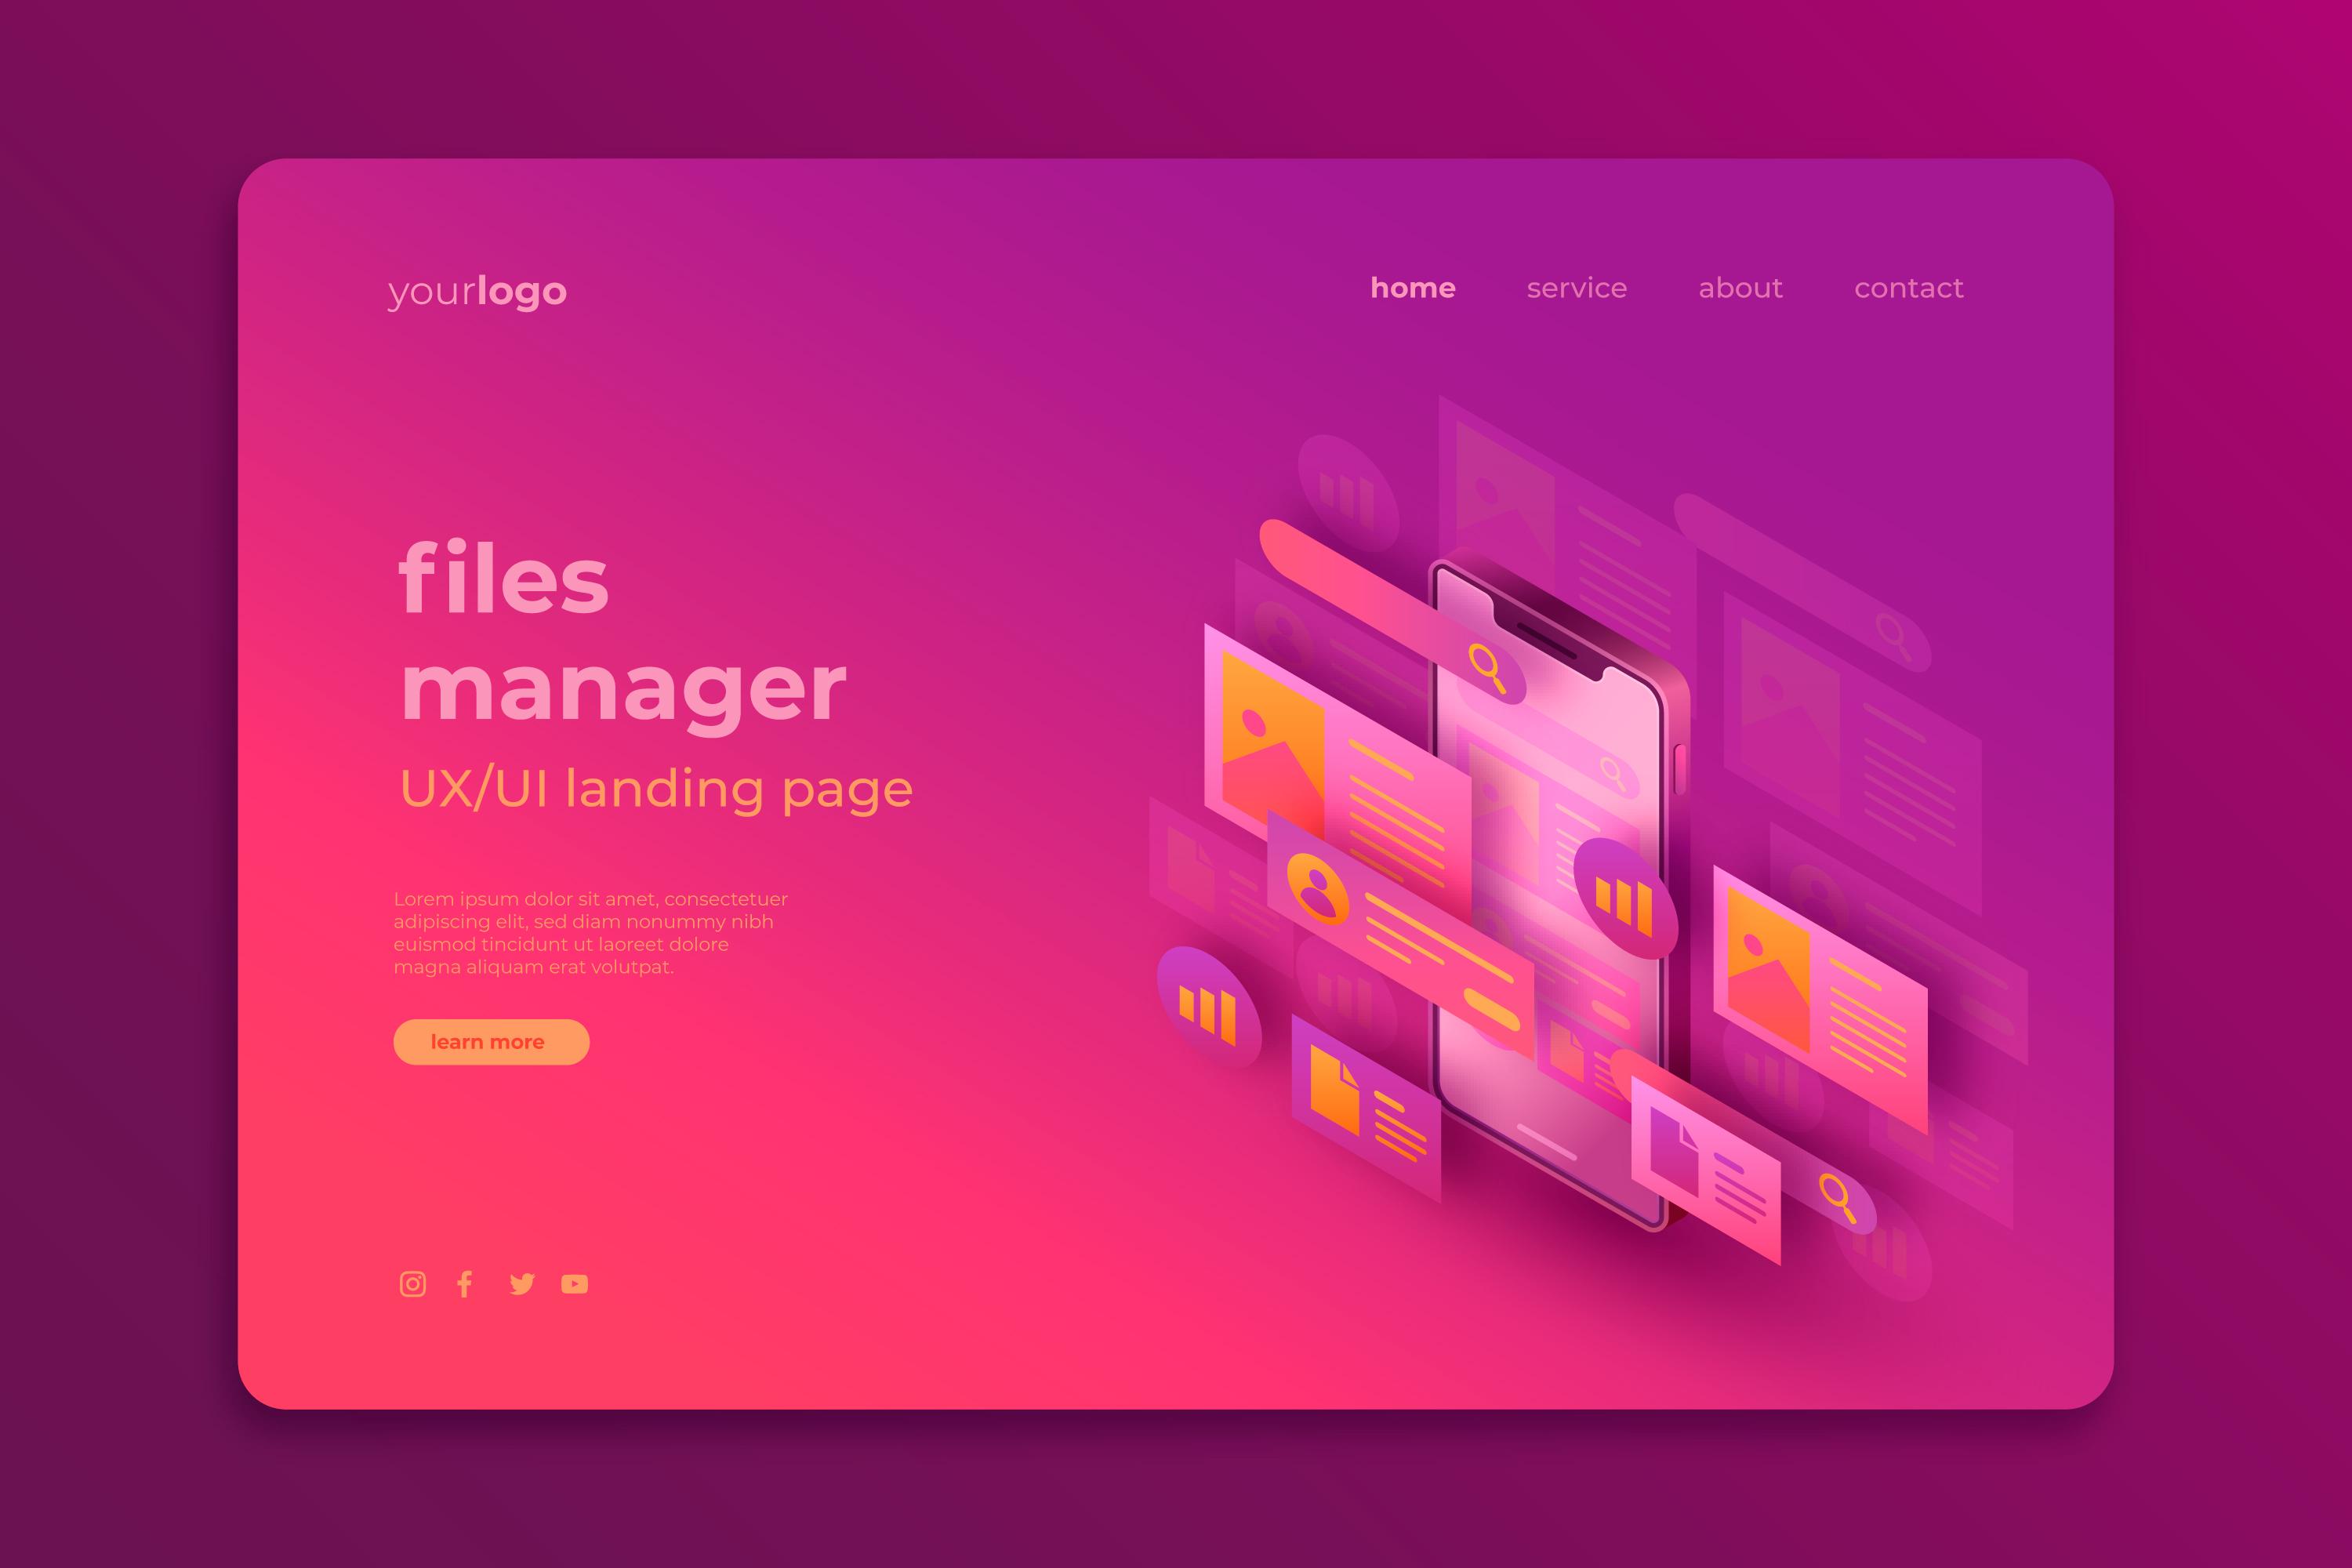 yourlogo
home service about contact
files
manager
UX/UI landing page
Lorem ipsum dolor sit amet, consectetuer
adipiscing elit, sed diam nonummy nibh
euismod tincidunt ut laoreet dolore
magna aliquam erat volutpat.
learn more